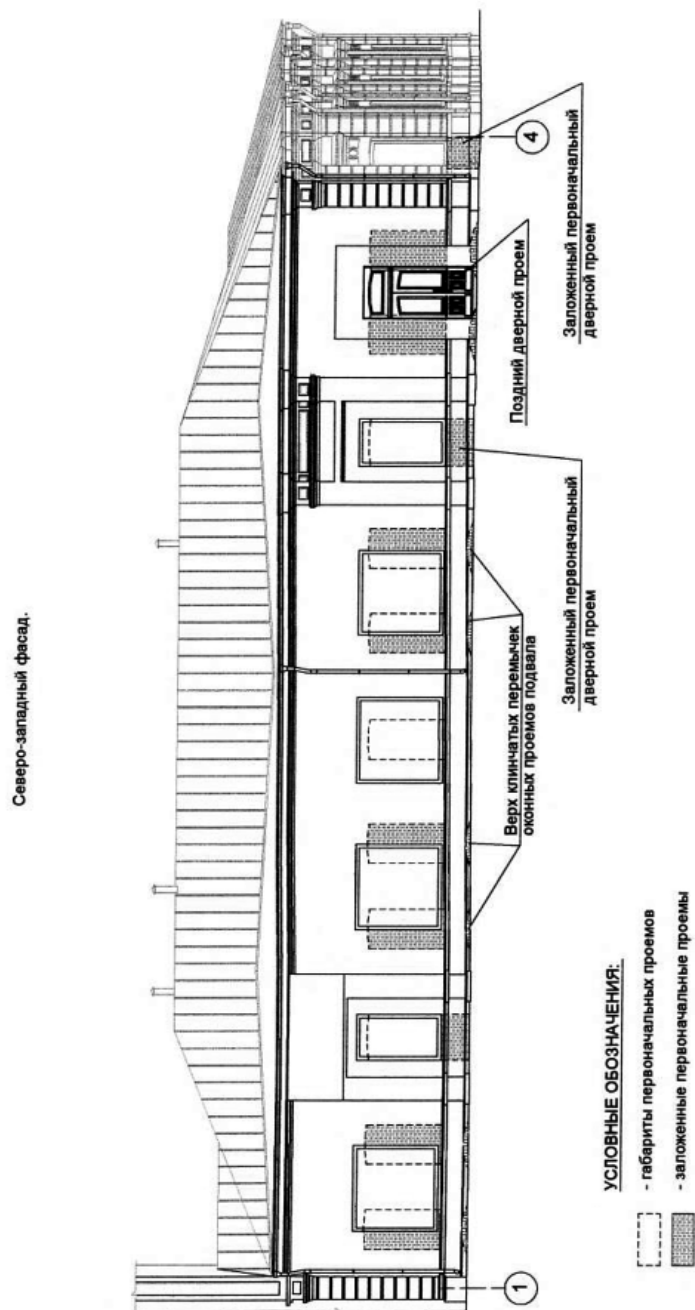 Северо-западный фасад.
Верх клинчатых перемычек
оконных проемов подвала
Заложенный первоначальный
дверной проем
Поздний дверной проем
Заложенный первоначальный
дверной проем
1
4
УСЛОВНЫЕ ОБОЗНАЧЕНИЯ:
- габариты первоначальных проемов
- заложенные первоначальные проемы